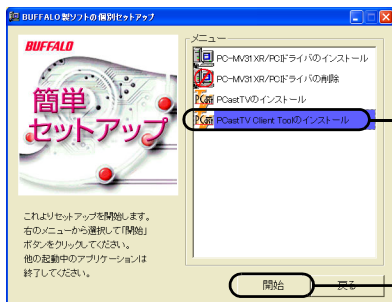 BUFFALO 製ソフトの個別セットアップ
BUFFALO
簡単
セットアップ
これよりセットアップを開始します。
右のメニューから選択して「開始」
ボタンをクリックしてください。
他の起動中のアプリケーションは
終了してください。
メニュー
PC-MV31XR/PCIドライバのインストール
PC-MV31XR/PCIドライバの削除
PCastTVのインストール
PCastTV Client Toolのインストール
開始
戻る